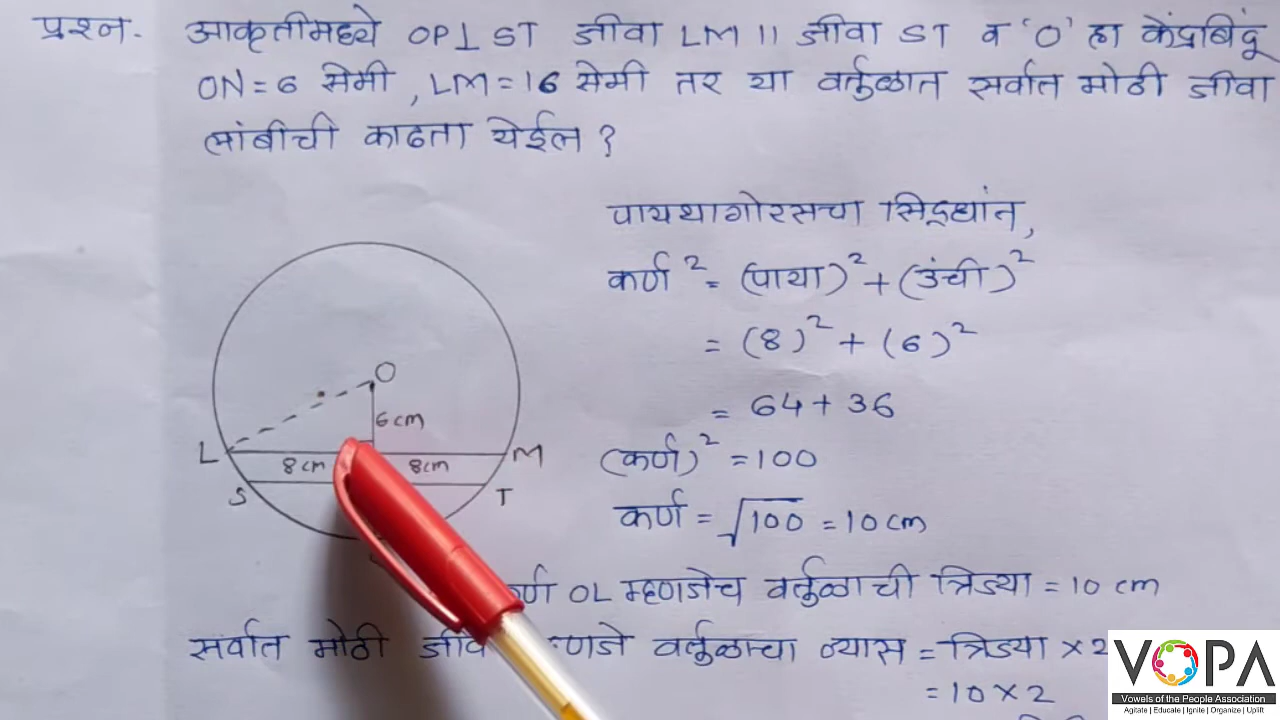 प्रश्न. आकृतीमध्ये OP⊥ST जीवा LM || जीवा ST व 'O' हा केंद्रबिंदू
ON = 6 सेमी , LM = 16 सेमी तर या वर्तुळात सर्वात मोठी जीवा
लांबीची काढता येईल ?
पायथागोरसचा सिद्धांत,
कर्ण ² = (पाया)² + (उंची)²
= (8)² + (6)²
= 64 + 36
(कर्ण)² = 100
कर्ण = √100 = 10 cm
O
6 cm
L 8 cm 8cm M
S T
OL म्हणजेच वर्तुळाची त्रिज्या = 10 cm
सर्वात मोठी वर्तुळाचा व्यास = त्रिज्या × 2
= 10 × 2
VOPA
Vowels of the People Association
Agitate | Educate | Ignite | Organize | Uplift